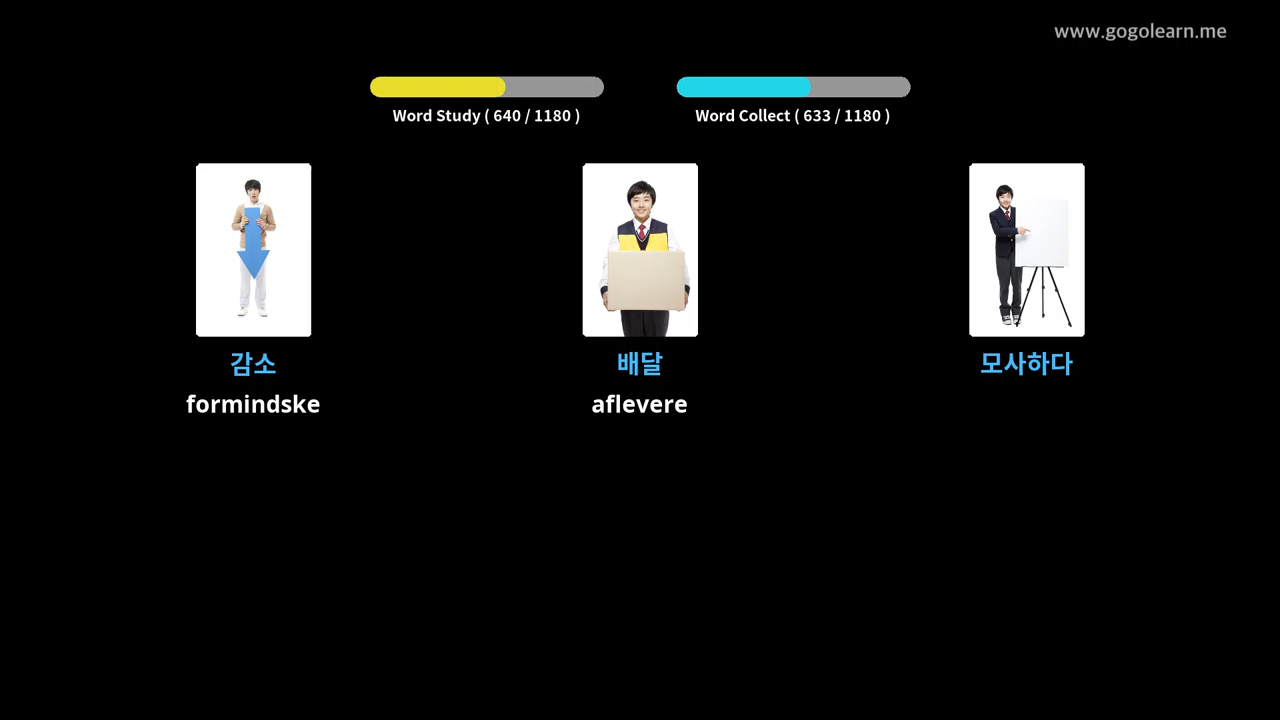 www.gogolearn.me
Word Study ( 640 / 1180 )
Word Collect ( 633 / 1180 )
감소
배달
모사하다
formindske
aflevere